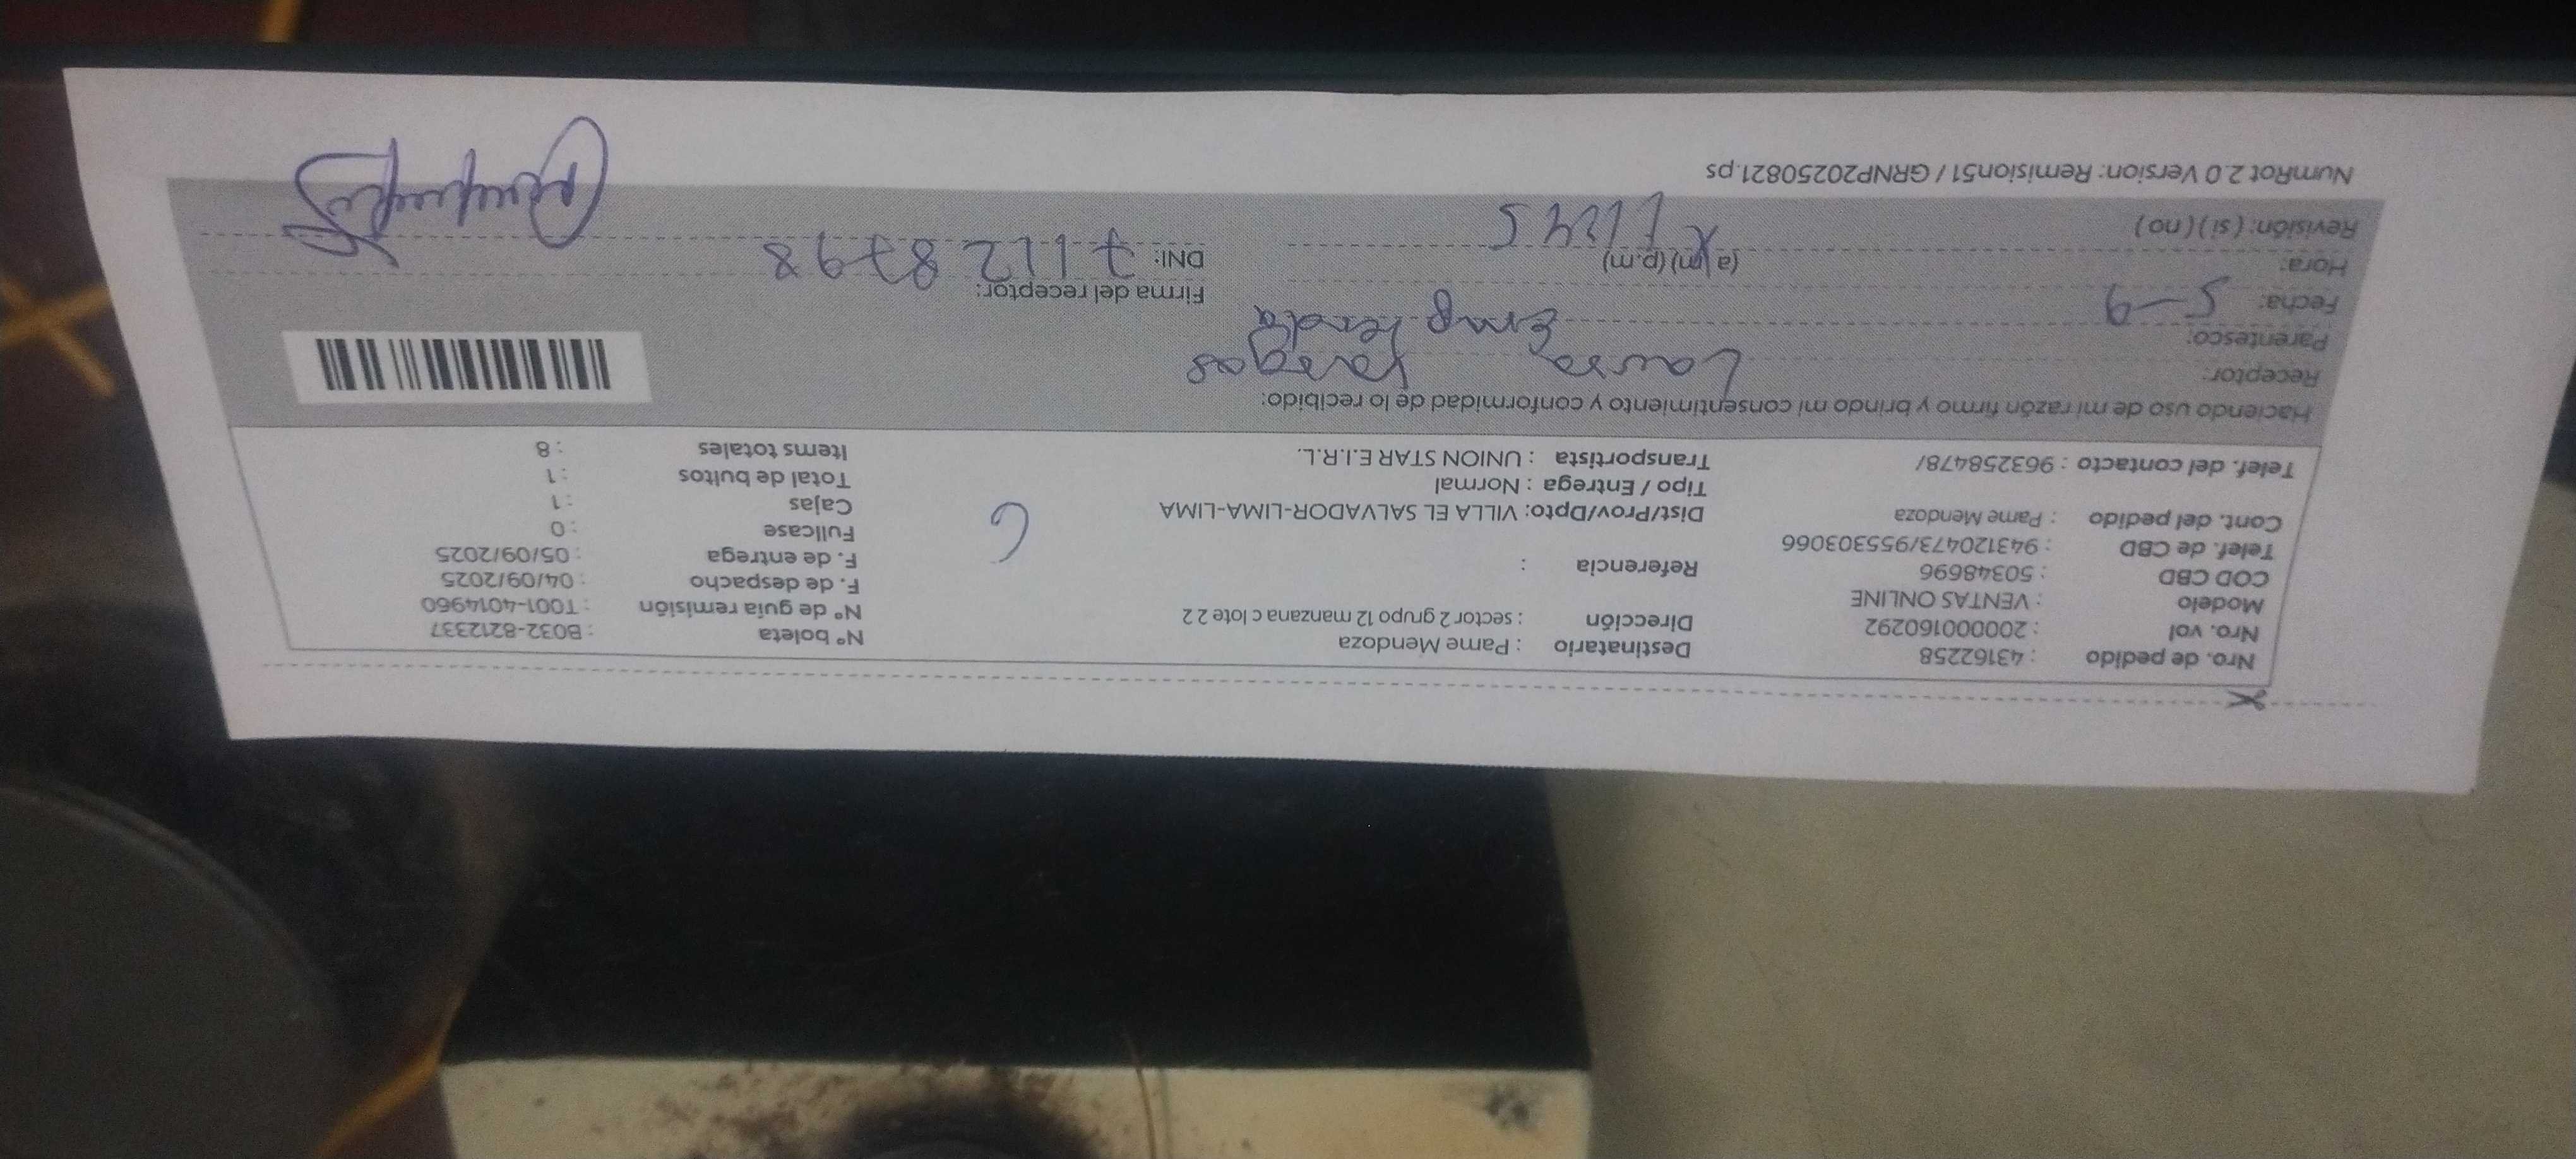 Nro. de pedido : 43162258
Nro. vol : 200000160292
Modelo : VENTAS ONLINE
COD CBD : 50348696
Telef. de CBD : 943120473/955303066
Cont. del pedido : Pame Mendoza
Telef. del contacto : 963258478/
Destinatario : Pame Mendoza
Dirección : sector 2 grupo 12 manzana c lote 2 2
Referencia :
Dist/Prov/Dpto: VILLA EL SALVADOR-LIMA-LIMA
Tipo / Entrega : Normal
Transportista : UNION STAR E.I.R.L.
Nº boleta : B032-8212337
Nº de guía remisión : T001-4014960
F. de despacho : 04/09/2025
F. de entrega : 05/09/2025
Fullcase : 0
Cajas : 1
Total de bultos : 1
Items totales : 8
Haciendo uso de mi razón firmo y brindo mi consentimiento y conformidad de lo recibido:
Receptor: Laura Vargas
Parentesco: Emp
Fecha: 5-9
Hora: (a.m) (p.m)
Revisión: ( si ) ( no )
Firma del receptor:
DNI: 71128798
NumRot 2.0 Version: Remision51 / GRNP20250821.ps